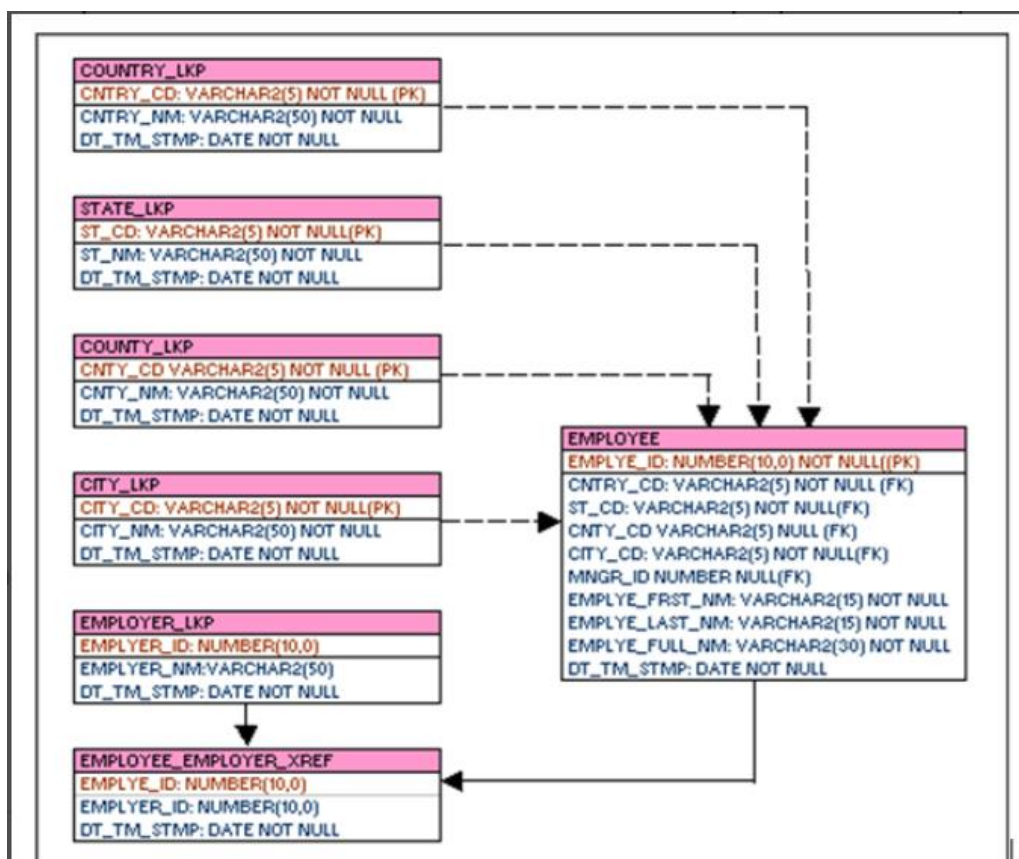 COUNTRY_LKP
CNTRY_CD: VARCHAR2(5) NOT NULL (PK)
CNTRY_NM: VARCHAR2(50) NOT NULL
DT_TM_STMP: DATE NOT NULL
STATE_LKP
ST_CD: VARCHAR2(5) NOT NULL(PK)
ST_NM: VARCHAR2(50) NOT NULL
DT_TM_STMP: DATE NOT NULL
COUNTY_LKP
CNTY_CD VARCHAR2(5) NOT NULL (PK)
CNTY_NM: VARCHAR2(50) NOT NULL
DT_TM_STMP: DATE NOT NULL
CITY_LKP
CITY_CD: VARCHAR2(5) NOT NULL(PK)
CITY_NM: VARCHAR2(50) NOT NULL
DT_TM_STMP: DATE NOT NULL
EMPLOYER_LKP
EMPLYER_ID: NUMBER(10,0)
EMPLYER_NM:VARCHAR2(50)
DT_TM_STMP: DATE NOT NULL
EMPLOYEE_EMPLOYER_XREF
EMPLYE_ID: NUMBER(10,0)
EMPLYER_ID: NUMBER(10,0)
DT_TM_STMP: DATE NOT NULL
EMPLOYEE
EMPLYE_ID: NUMBER(10,0) NOT NULL((PK)
CNTRY_CD: VARCHAR2(5) NOT NULL (FK)
ST_CD: VARCHAR2(5) NOT NULL(FK)
CNTY_CD VARCHAR2(5) NULL (FK)
CITY_CD: VARCHAR2(5) NOT NULL(FK)
MNGR_ID NUMBER NULL(FK)
EMPLYE_FRST_NM: VARCHAR2(15) NOT NULL
EMPLYE_LAST_NM: VARCHAR2(15) NOT NULL
EMPLYE_FULL_NM: VARCHAR2(30) NOT NULL
DT_TM_STMP: DATE NOT NULL